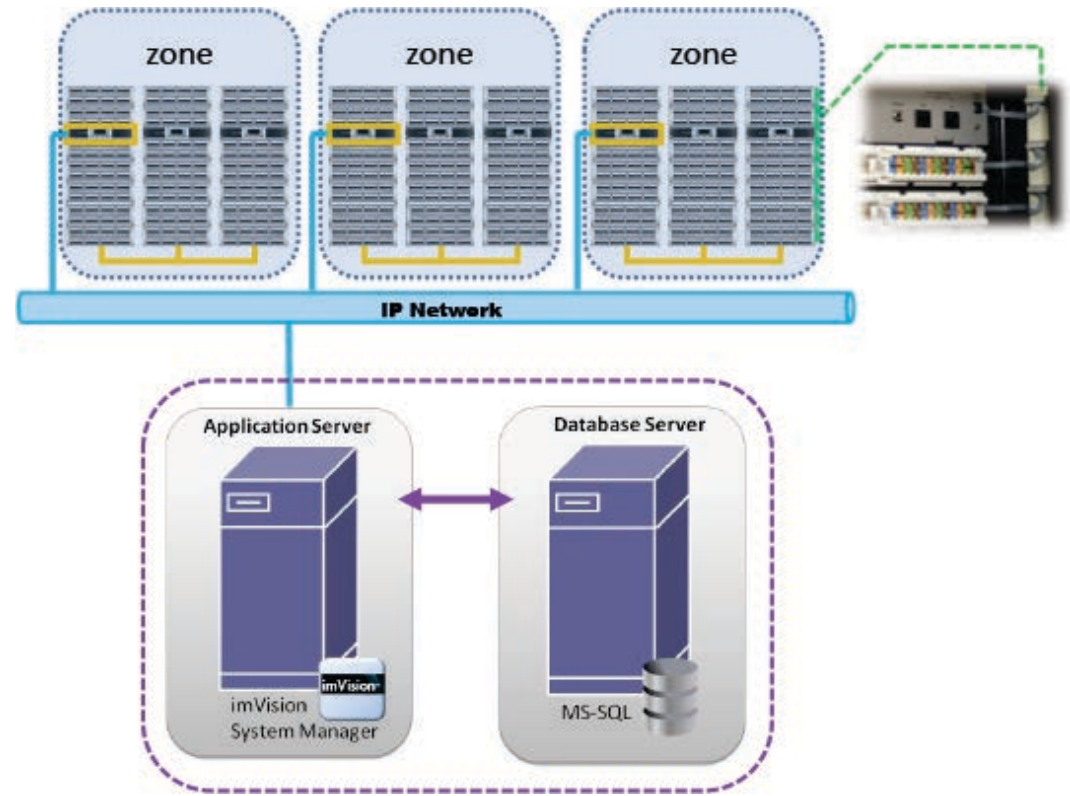 zone
zone
zone
IP Network
Application Server
Database Server
imVision
imVision
System Manager
MS-SQL